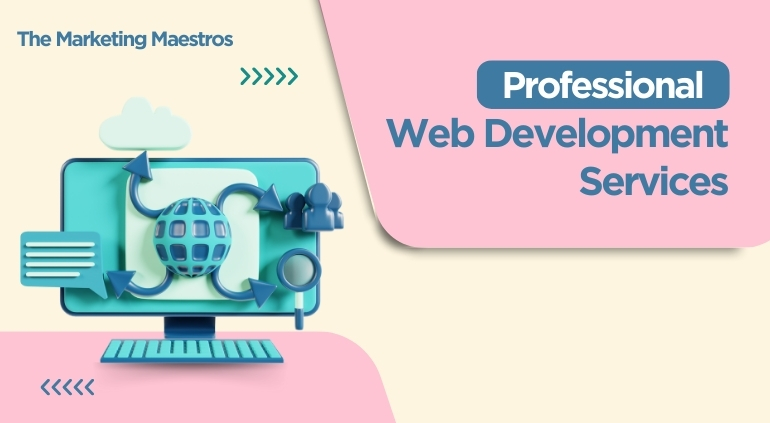 The Marketing Maestros
Professional
Web Development
Services